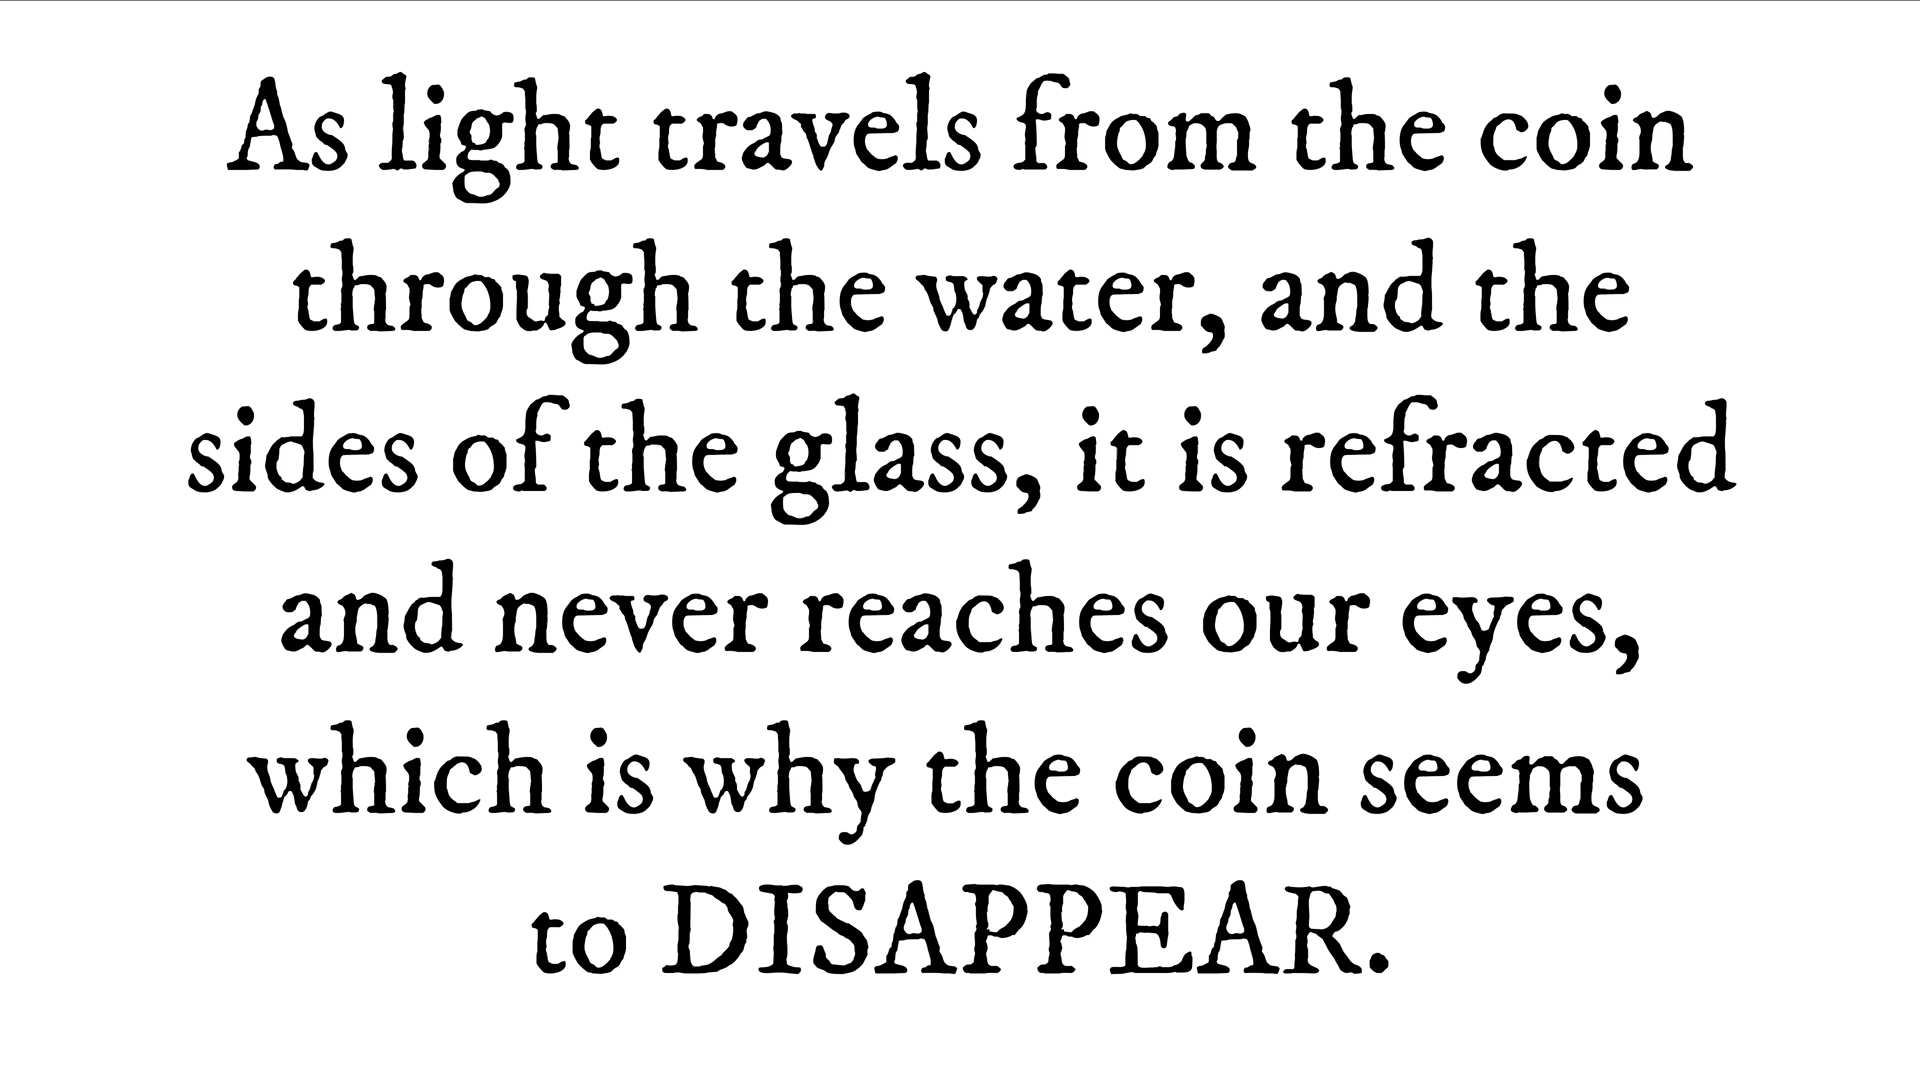 As light travels from the coin
through the water, and the
sides of the glass, it is refracted
and never reaches our eyes,
which is why the coin seems
to DISAPPEAR.